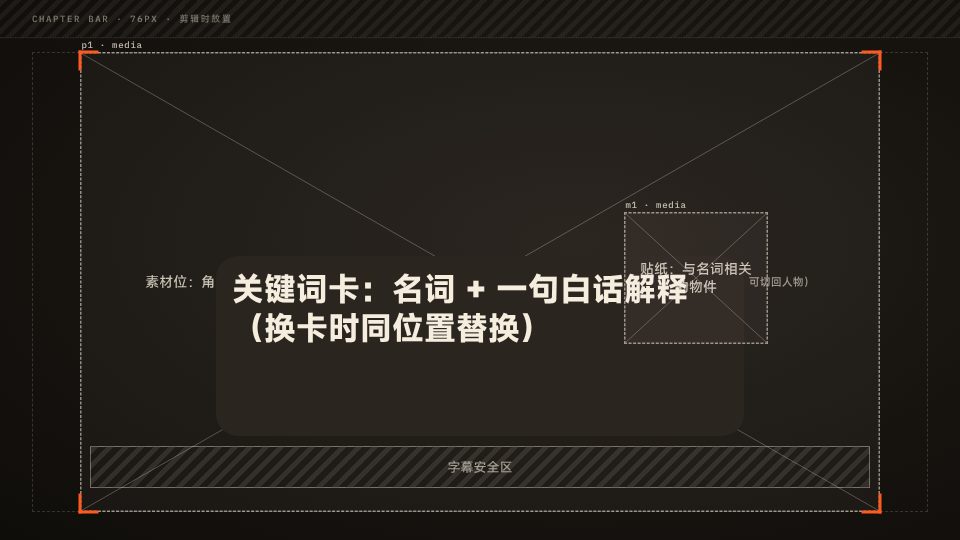 CHAPTER BAR · 76PX · 剪辑时放置
p1 · media
m1 · media
贴纸：与名词相关
物件
素材位：角
可切回人物）
关键词卡：名词 + 一句白话解释
（换卡时同位置替换）
字幕安全区